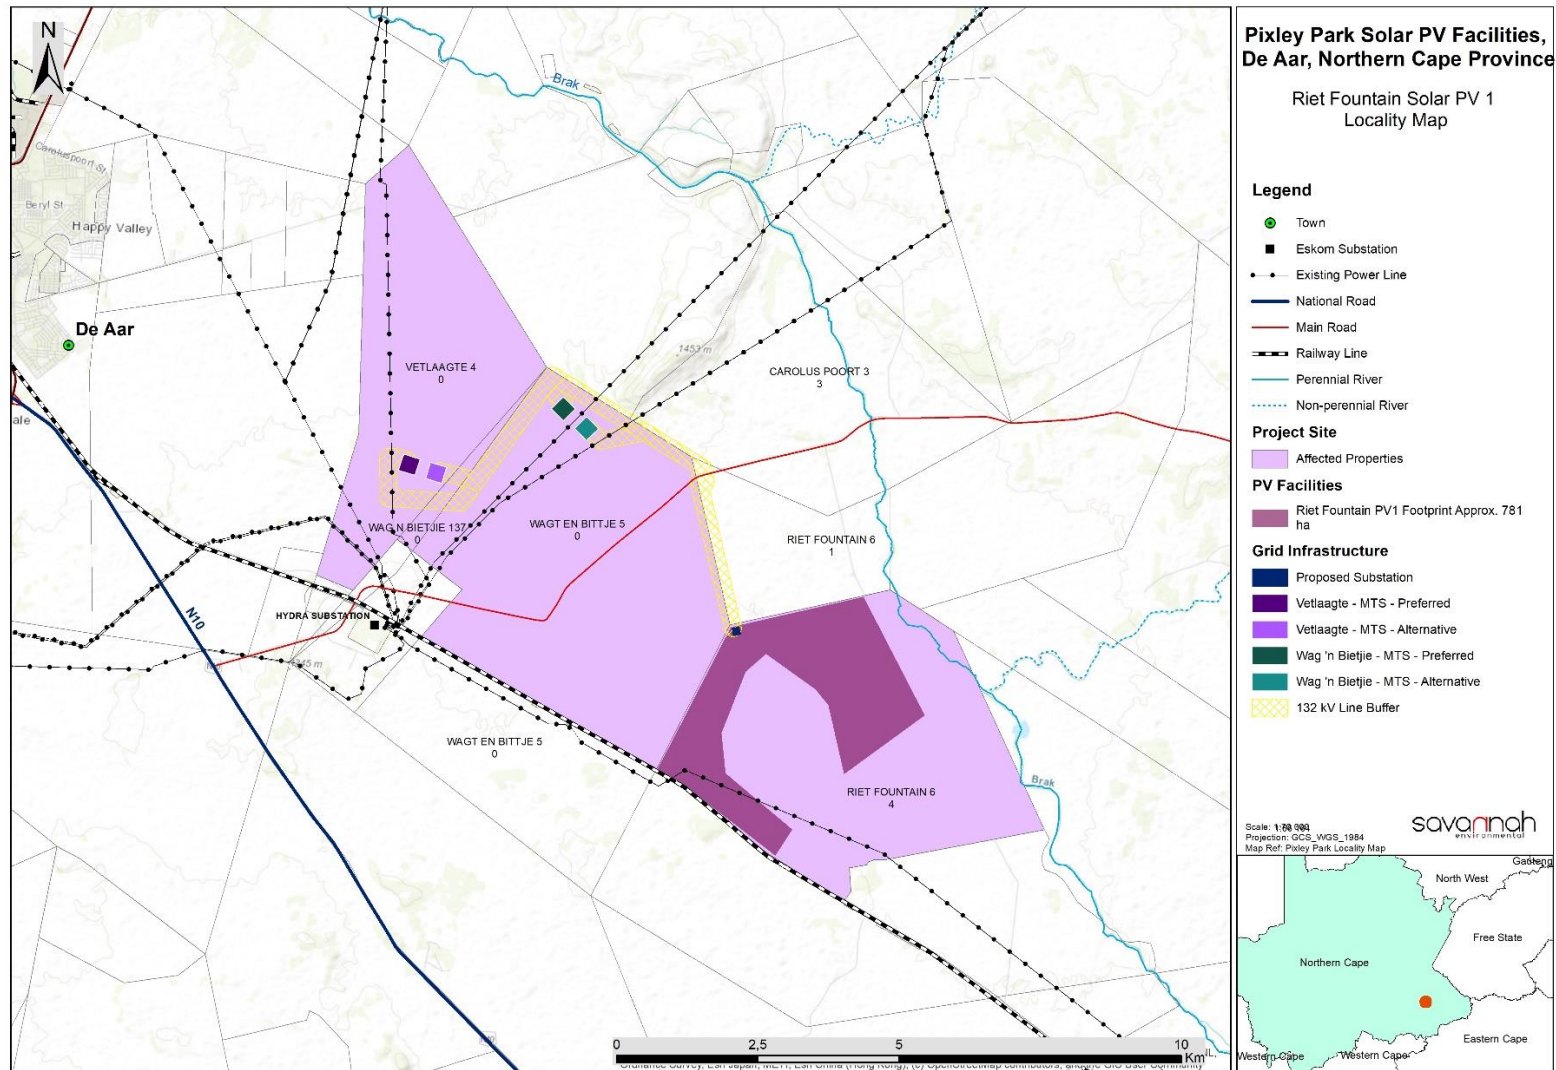 N
Brak
Caroluspoort St
Beryl St
Happy Valley
De Aar
1453 m
VETLAAGTE 4
0
CAROLUS POORT 3
3
ale
WAG N BIETJIE 137
0
WAGT EN BITTJE 5
0
RIET FOUNTAIN 6
1
N10
HYDRA SUBSTATION
WAGT EN BITTJE 5
0
RIET FOUNTAIN 6
4
Brak
0
2,5
5
10
Km
Pixley Park Solar PV Facilities,
De Aar, Northern Cape Province
Riet Fountain Solar PV 1
Locality Map
Legend
Town
Eskom Substation
Existing Power Line
National Road
Main Road
Railway Line
Perennial River
Non-perennial River
Project Site
Affected Properties
PV Facilities
Riet Fountain PV1 Footprint Approx. 781
ha
Grid Infrastructure
Proposed Substation
Vetlaagte - MTS - Preferred
Vetlaagte - MTS - Alternative
Wag 'n Bietjie - MTS - Preferred
Wag 'n Bietjie - MTS - Alternative
132 kV Line Buffer
savannah
environmental
Scale:
Projection: GCS_WGS_1984
Map Ref: Pixley Park Locality Map
Gauteng
North West
Free State
Northern Cape
Eastern Cape
Western Cape
Western Cape